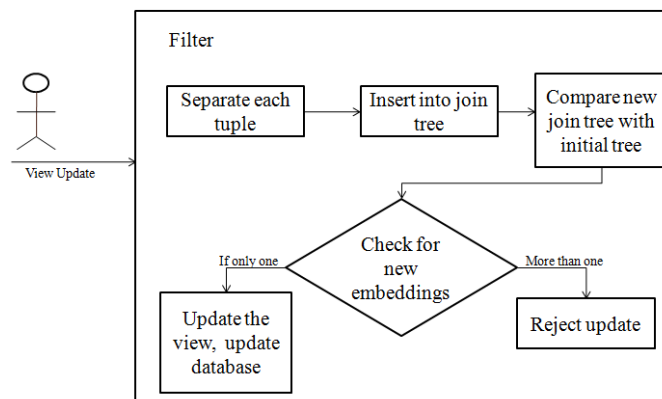 Filter
Separate each
tuple
Insert into join
tree
Compare new
join tree with
initial tree
View Update
Check for
new
embeddings
If only one
More than one
Update the
view, update
database
Reject update